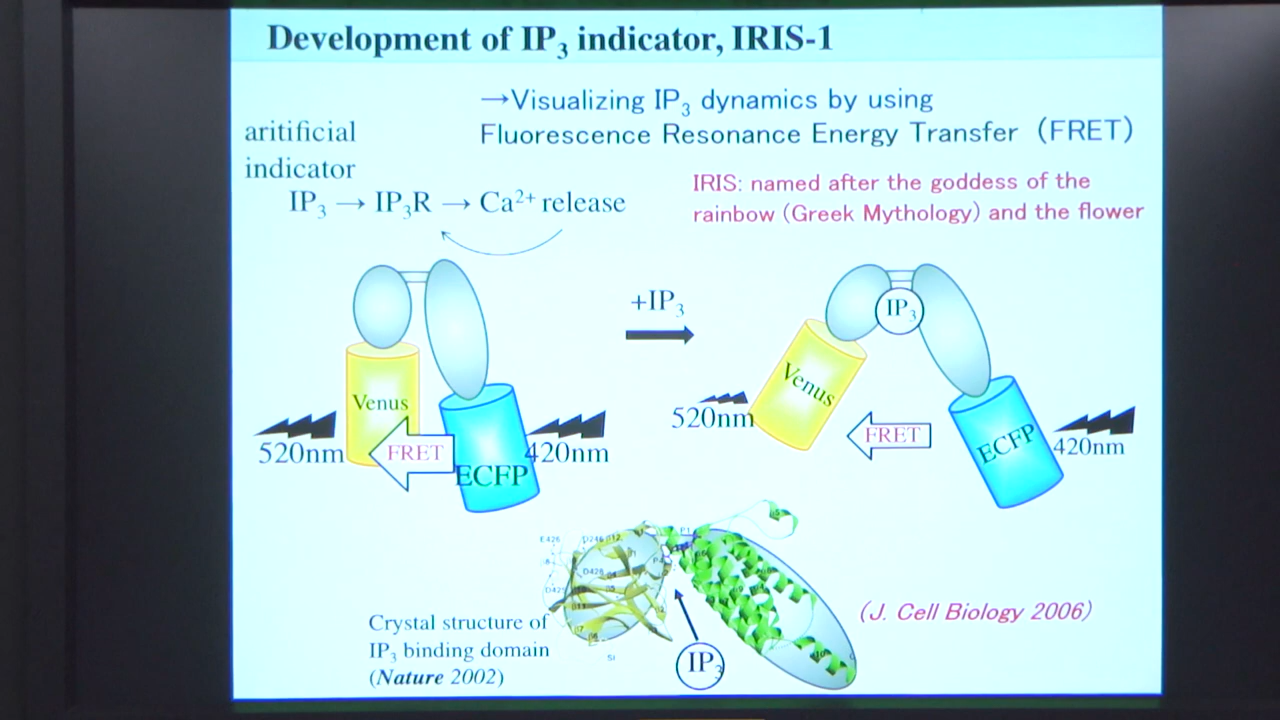 Development of IP₃ indicator, IRIS-1
→Visualizing IP₃ dynamics by using
Fluorescence Resonance Energy Transfer (FRET)
aritificial
indicator
IP₃ → IP₃R → Ca²⁺ release
IRIS: named after the goddess of the
rainbow (Greek Mythology) and the flower
+IP₃
IP₃
Venus
FRET
ECFP
520nm
420nm
Venus
FRET
ECFP
520nm
420nm
Crystal structure of
IP₃ binding domain
(Nature 2002)
IP₃
(J. Cell Biology 2006)